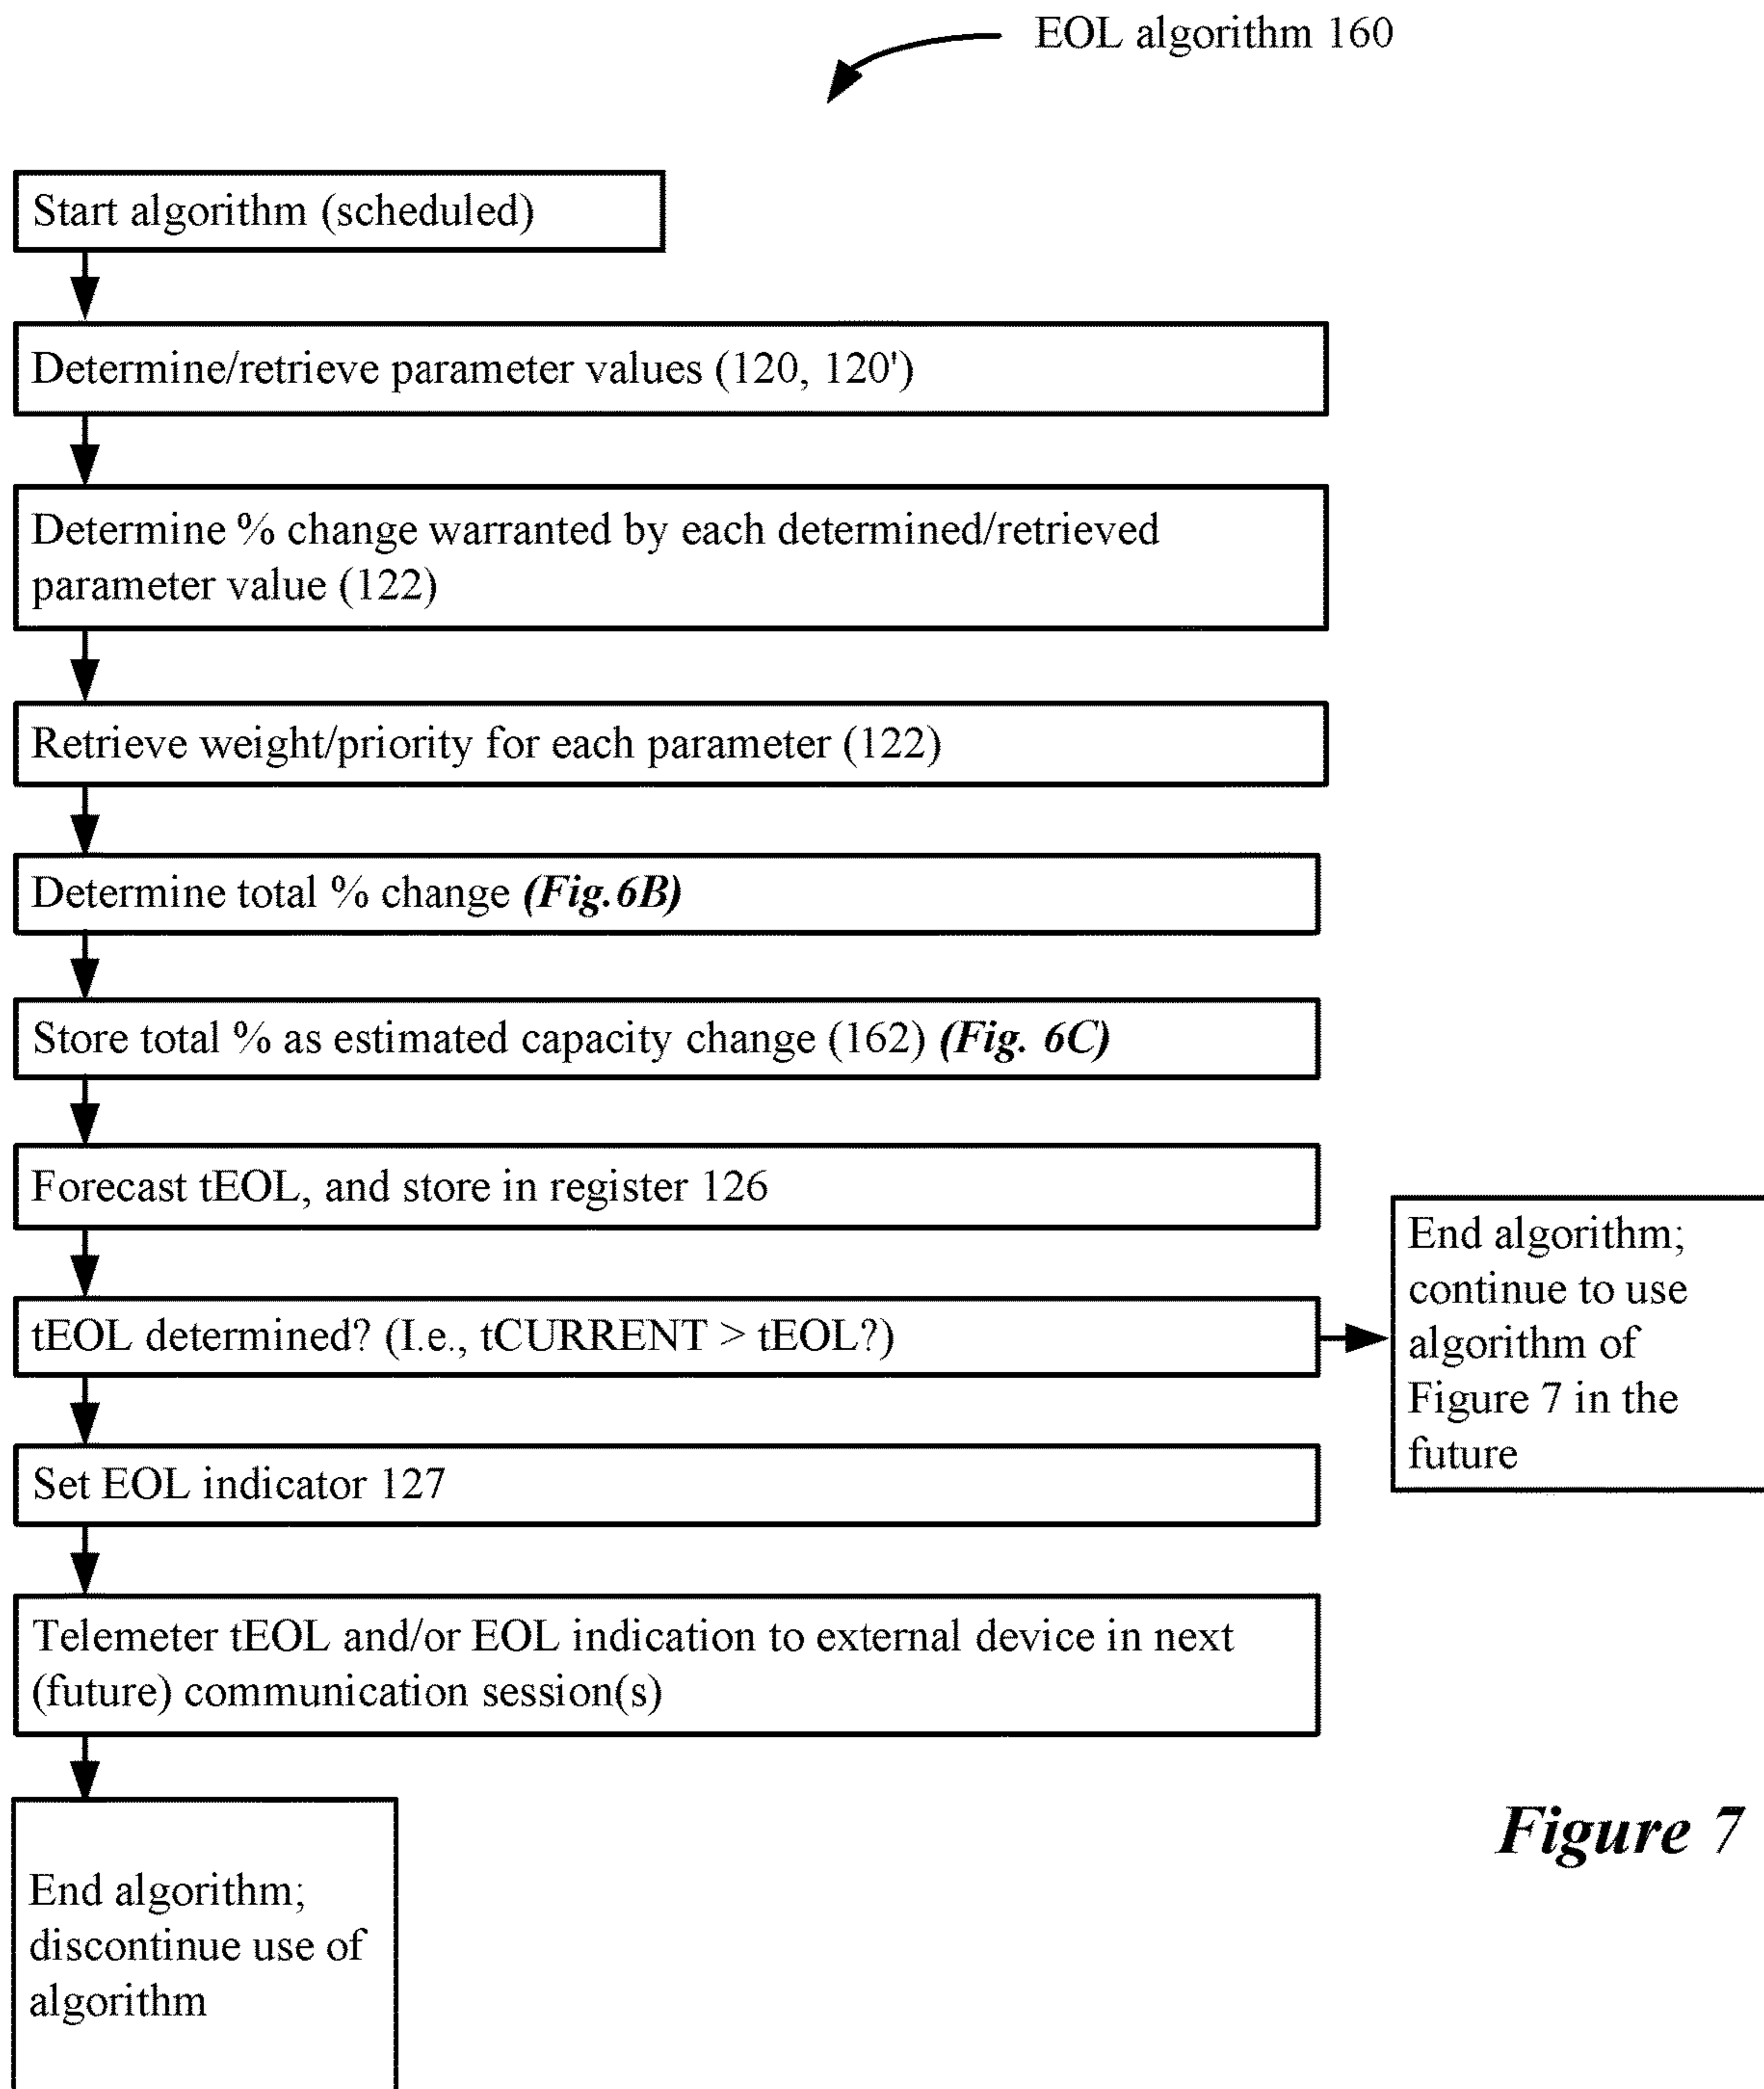 EOL algorithm 160
Start algorithm (scheduled)
Determine/retrieve parameter values (120, 120')
Determine % change warranted by each determined/retrieved
parameter value (122)
Retrieve weight/priority for each parameter (122)
Determine total % change (Fig.6B)
Store total % as estimated capacity change (162) (Fig. 6C)
Forecast tEOL, and store in register 126
tEOL determined? (I.e., tCURRENT > tEOL?)
End algorithm;
continue to use
algorithm of
Figure 7 in the
future
Set EOL indicator 127
Telemeter tEOL and/or EOL indication to external device in next
(future) communication session(s)
End algorithm;
discontinue use of
algorithm
Figure 7